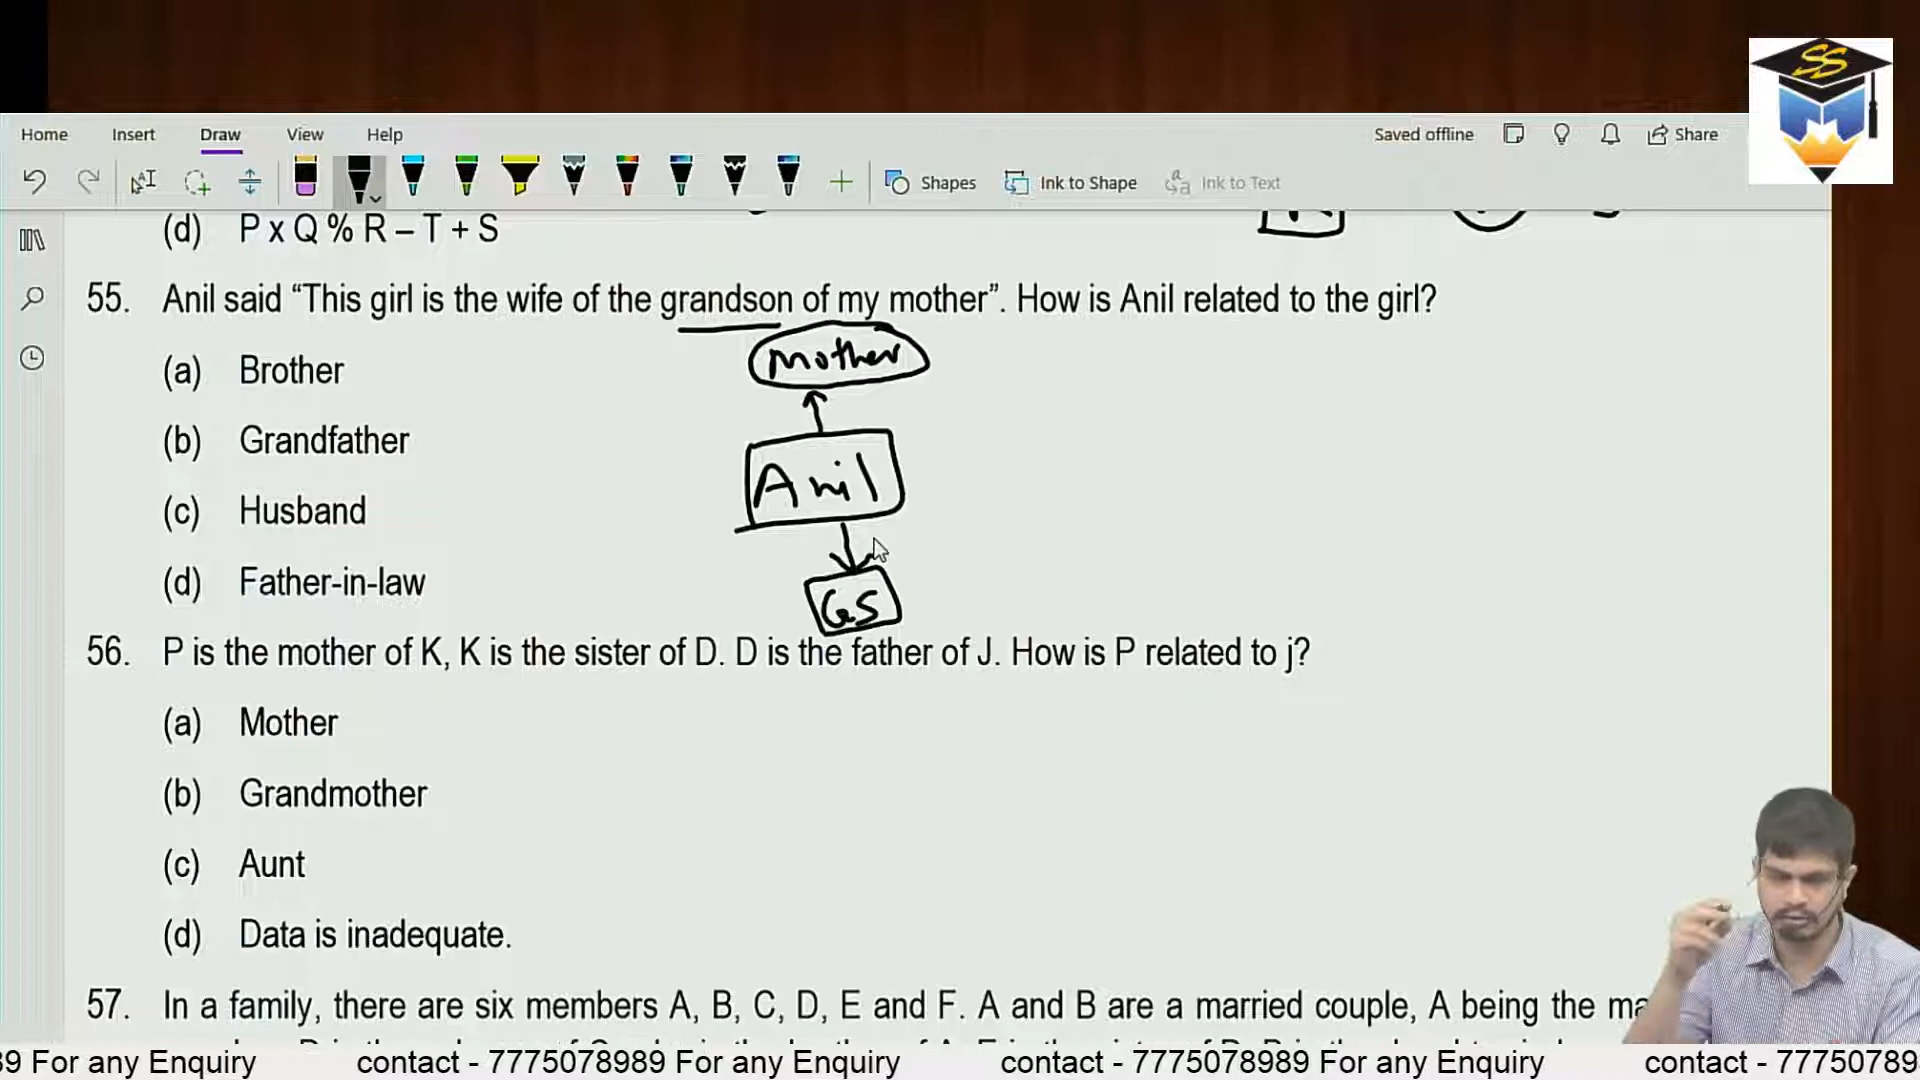 SS
Home Insert Draw View Help Saved offline Share
Shapes Ink to Shape Ink to Text
(d) P x Q % R – T + S
55. Anil said “This girl is the wife of the grandson of my mother”. How is Anil related to the girl?
Mother
(a) Brother
(b) Grandfather
Anil
(c) Husband
(d) Father-in-law
GS
56. P is the mother of K, K is the sister of D. D is the father of J. How is P related to j?
(a) Mother
(b) Grandmother
(c) Aunt
(d) Data is inadequate.
57. In a family, there are six members A, B, C, D, E and F. A and B are a married couple, A being the
39 For any Enquiry contact - 7775078989 For any Enquiry contact - 7775078989 For any Enquiry contact - 77750789